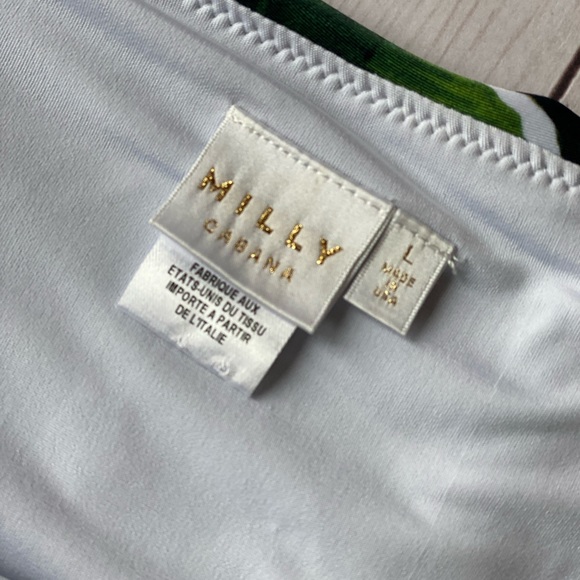 MILLY
CABANA
L
MADE
IN
USA
FABRIQUE AUX
ETATS-UNIS DU TISSU
IMPORTE A PARTIR
DE L'ITALIE